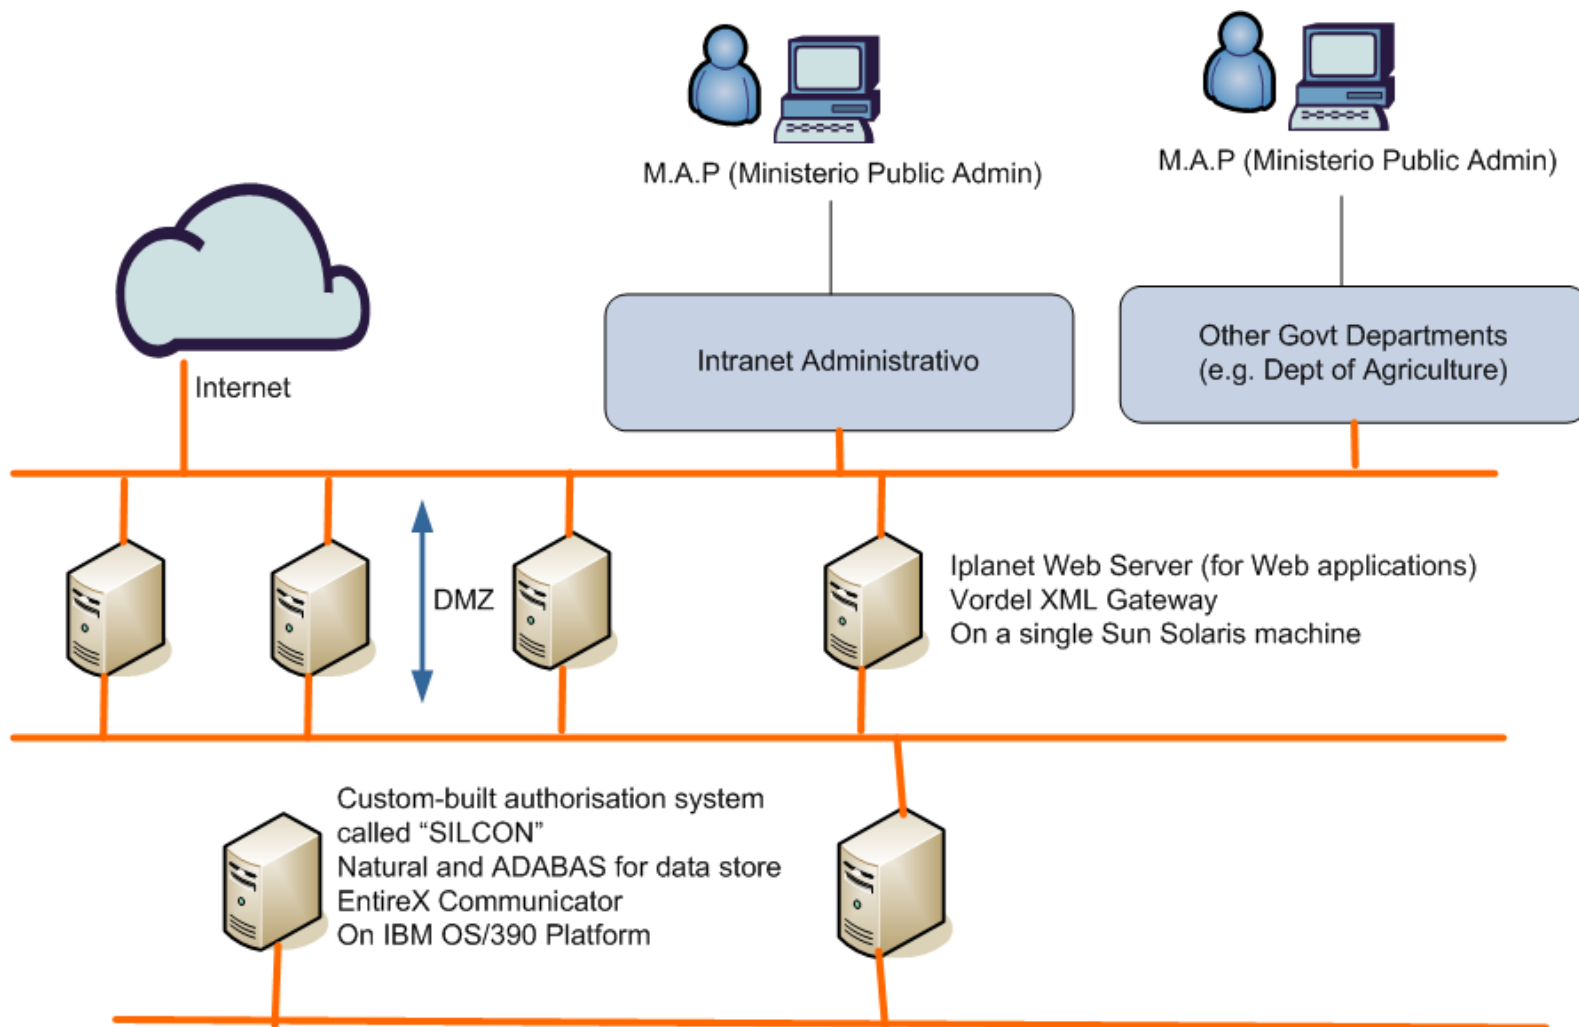 M.A.P (Ministerio Public Admin)
M.A.P (Ministerio Public Admin)
Internet
Intranet Administrativo
Other Govt Departments
(e.g. Dept of Agriculture)
DMZ
Iplanet Web Server (for Web applications)
Vordel XML Gateway
On a single Sun Solaris machine
Custom-built authorisation system
called “SILCON”
Natural and ADABAS for data store
EntireX Communicator
On IBM OS/390 Platform